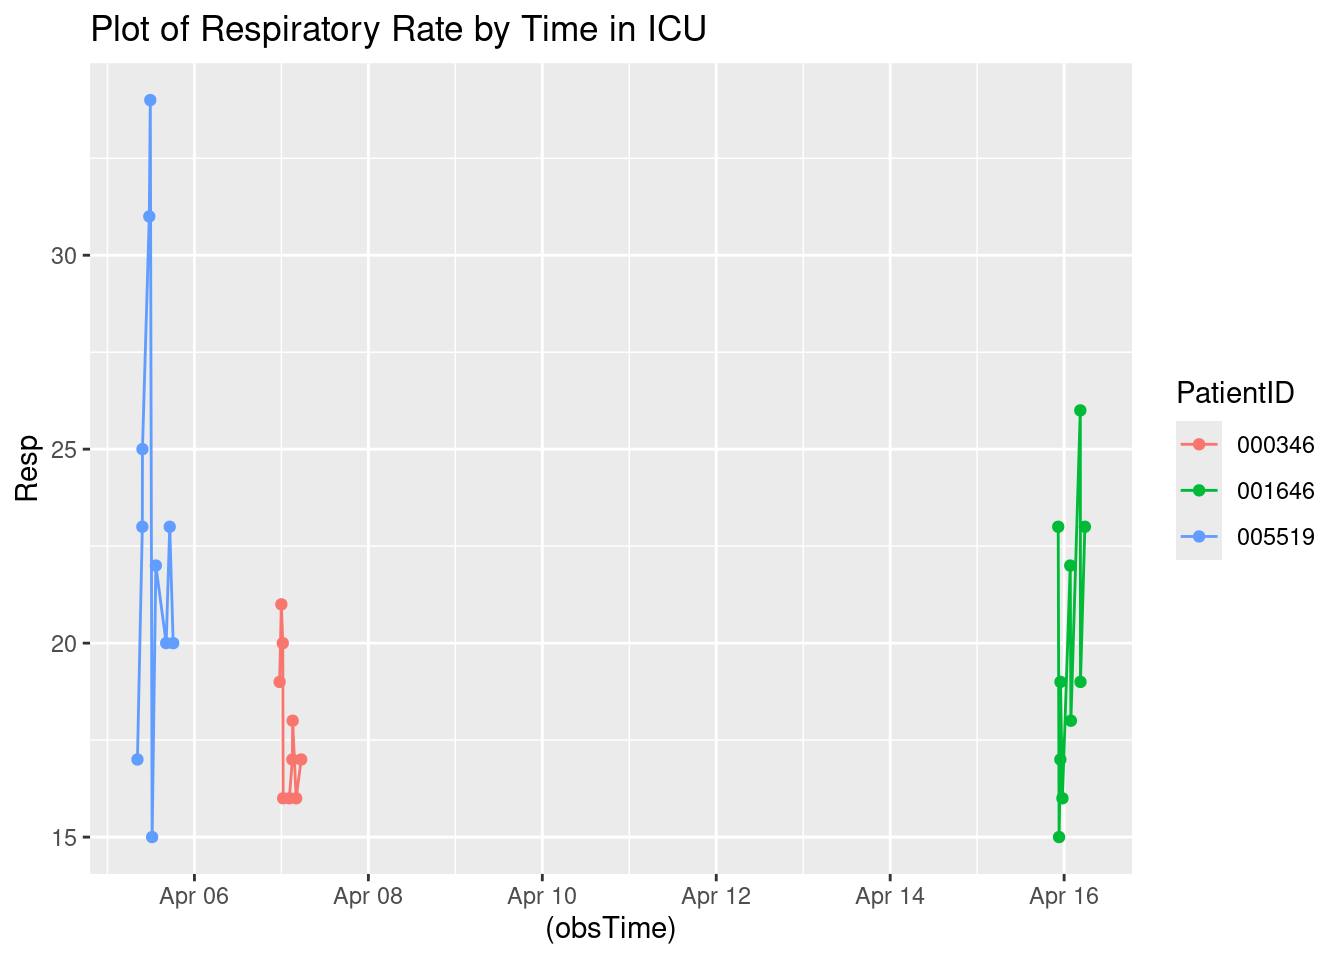 Plot of Respiratory Rate by Time in ICU
Resp
30
25
20
15
Apr 06 Apr 08 Apr 10 Apr 12 Apr 14 Apr 16
(obsTime)
PatientID
000346
001646
005519